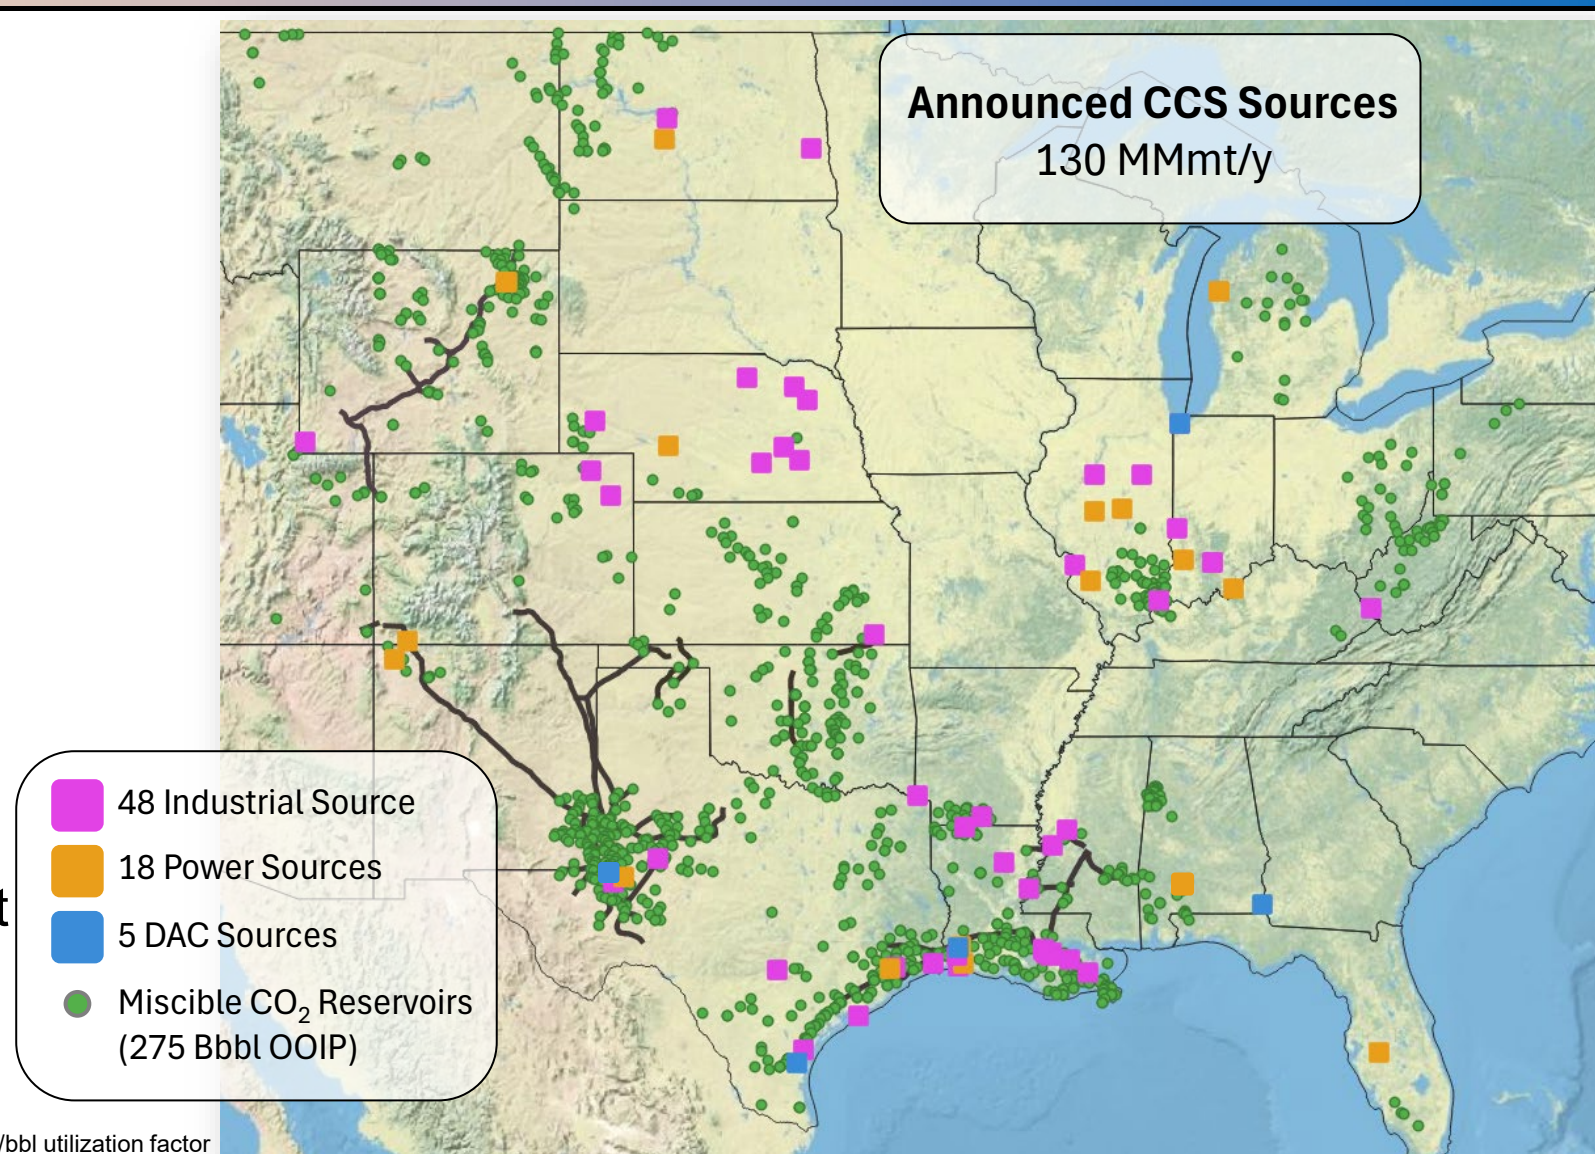 Announced CCS Sources
130 MMmt/y
48 Industrial Source
18 Power Sources
t
5 DAC Sources
Miscible CO₂ Reservoirs
(275 Bbbl OOIP)
/bbl utilization factor